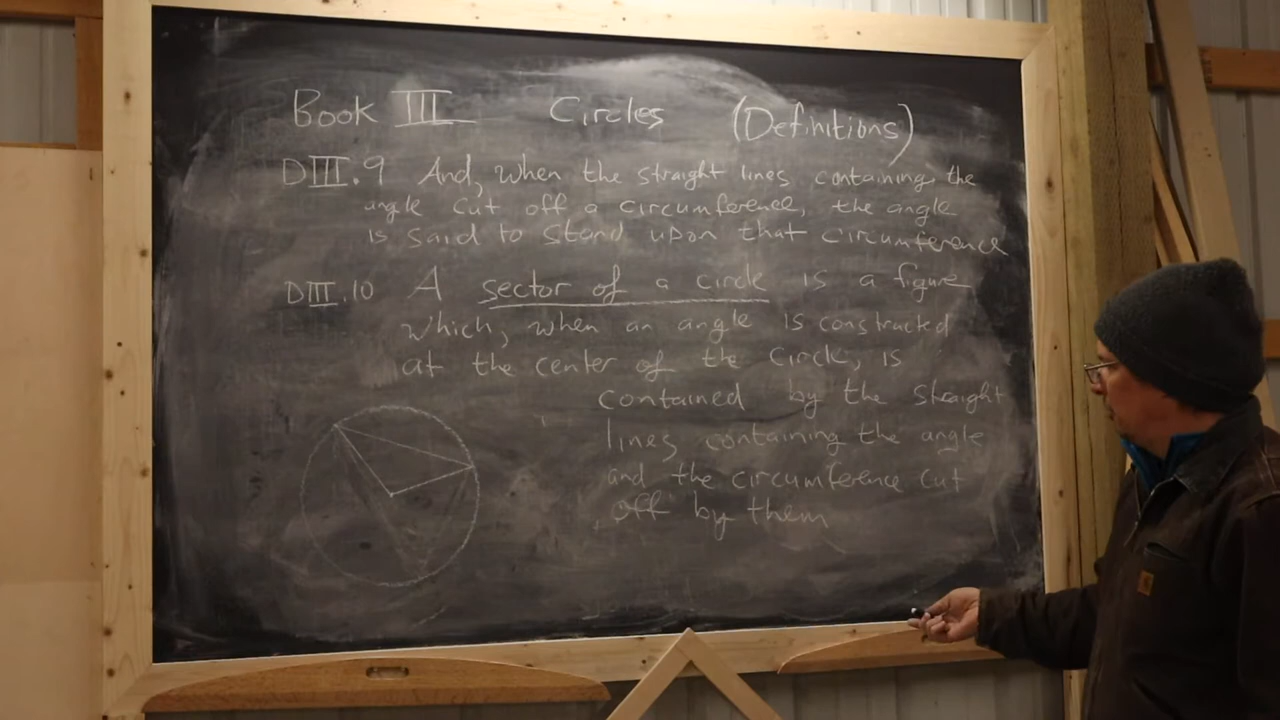 Book III Circles (Definitions)
DIII.9 And, when the straight lines containing the
angle cut off a circumference, the angle
is said to stand upon that circumference
DIII.10 A sector of a circle is a figure
which, when an angle is constructed
at the center of the circle, is
contained by the straight
lines containing the angle
and the circumference cut
off by them